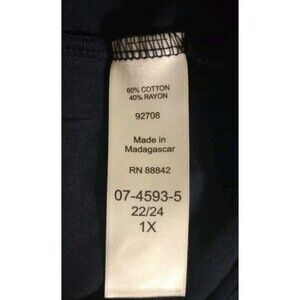 60% COTTON
40% RAYON
92708
Made in
Madagascar
RN 88842
07-4593-5
22/24
1X